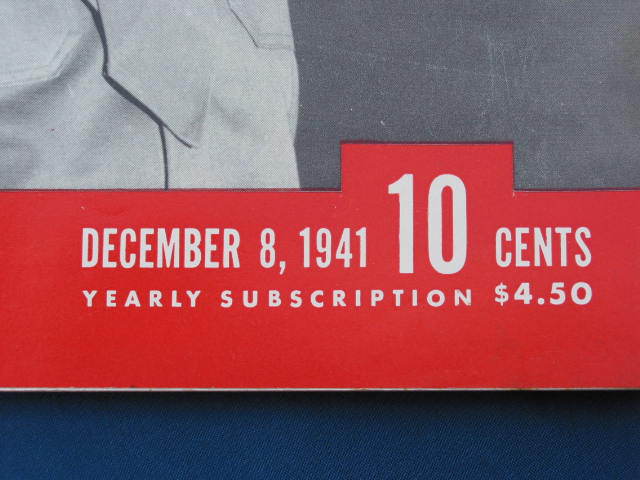 DECEMBER 8, 1941 10 CENTS
YEARLY SUBSCRIPTION $4.50